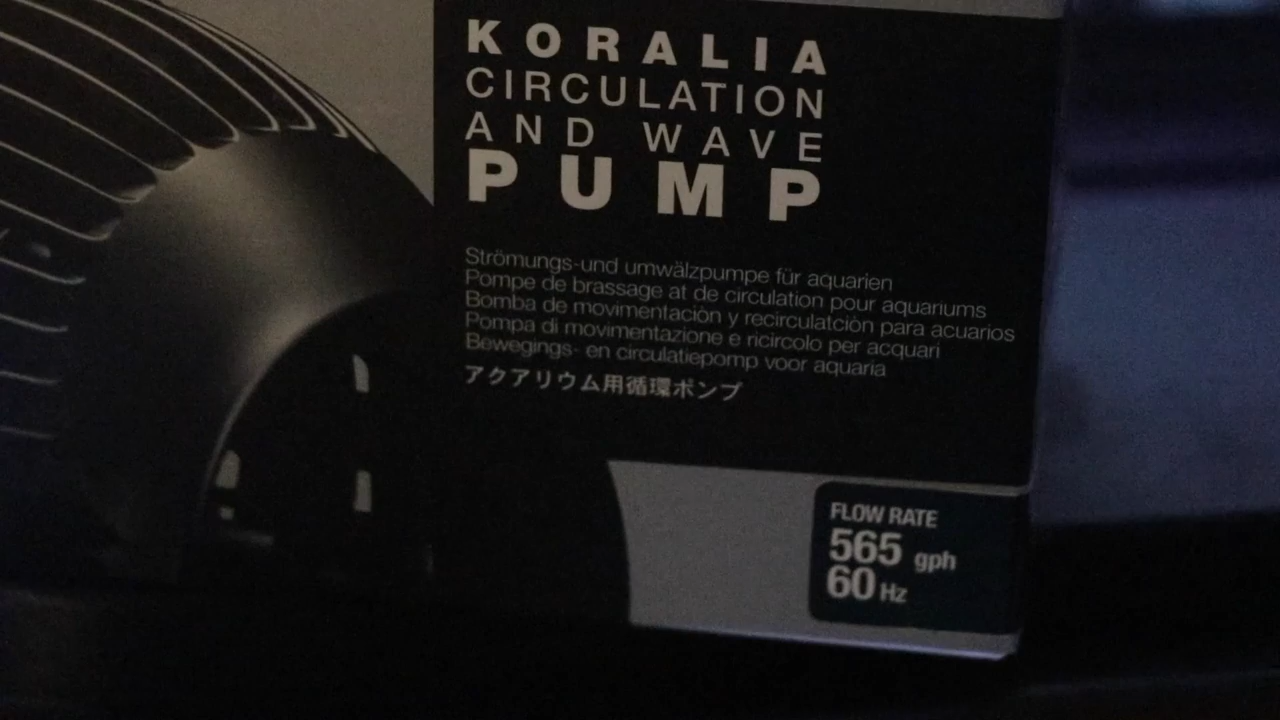 KORALIA
CIRCULATION
AND WAVE
PUMP
Strömungs-und umwälzpumpe für aquarien
Pompe de brassage at de circulation pour aquariums
Bomba de movimentación y recirculatción para acuarios
Pompa di movimentazione e ricircolo per acquari
Bewegings- en circulatiepomp voor aquaria
アクアリウム用循環ポンプ
FLOW RATE
565 gph
60 Hz